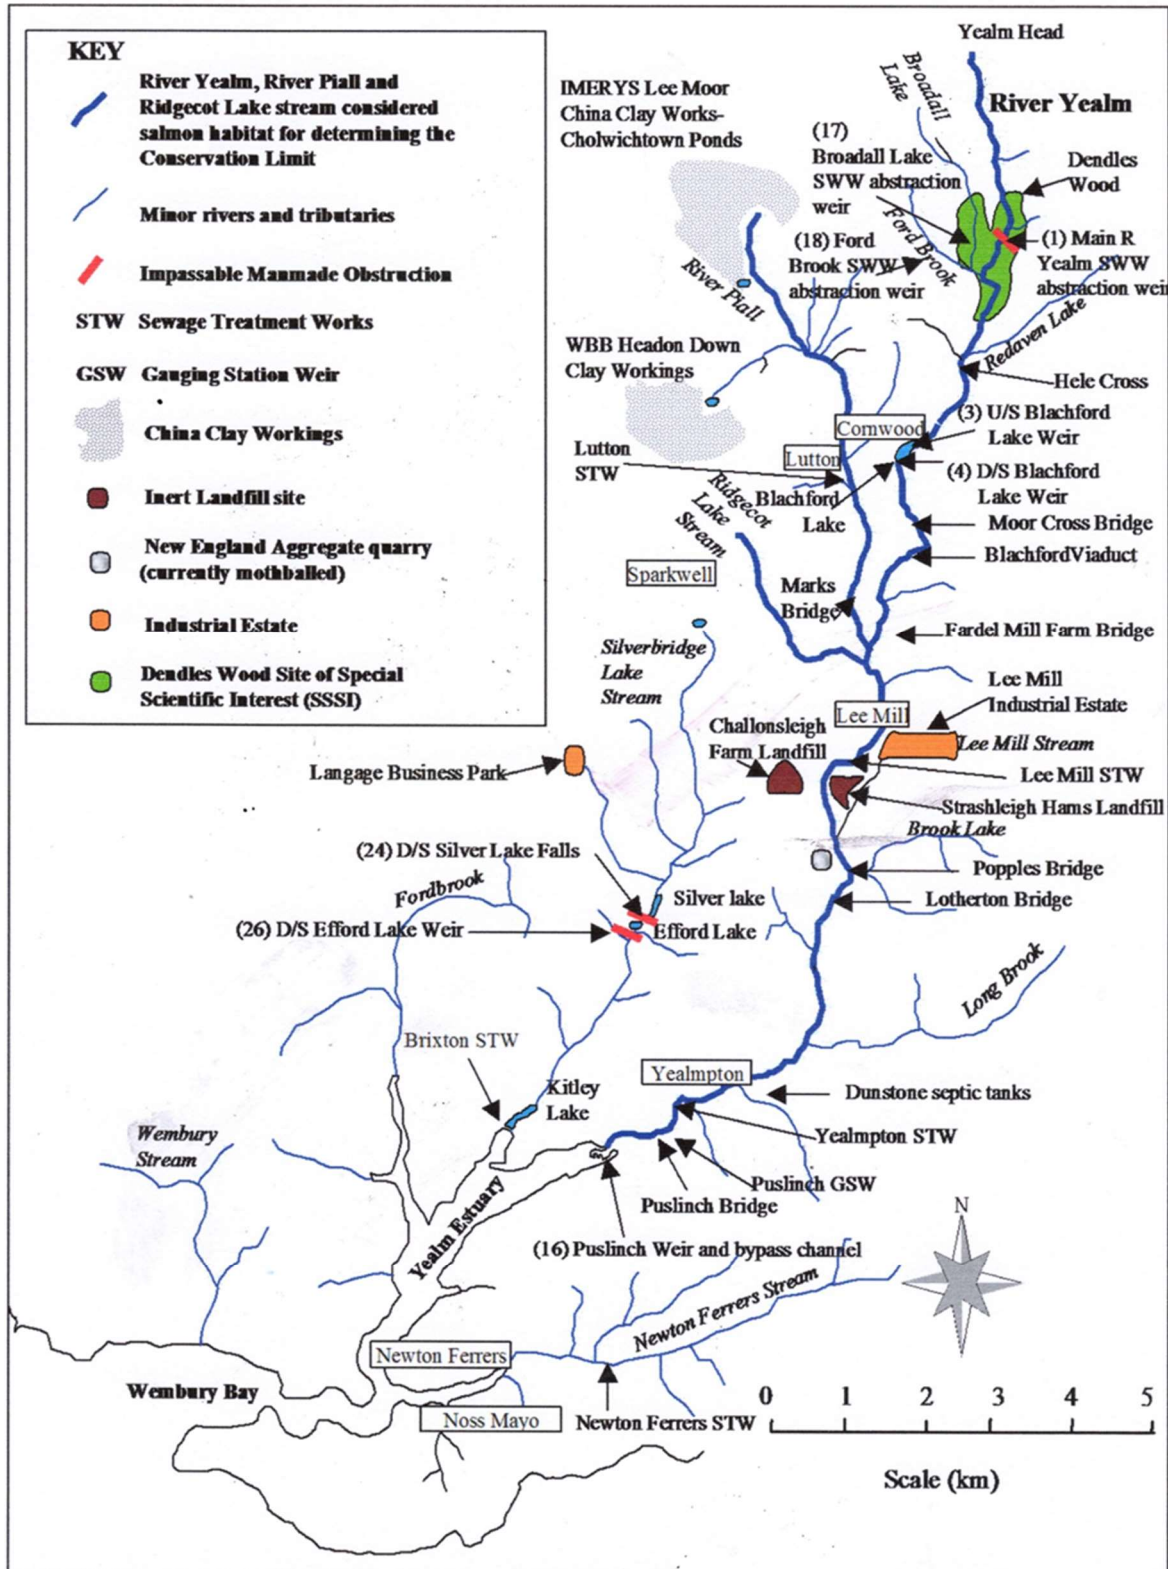 KEY
River Yealm, River Piall and
Ridgecot Lake stream considered
salmon habitat for determining the
Conservation Limit
Minor rivers and tributaries
Impassable Manmade Obstruction
STW Sewage Treatment Works
GSW Gauging Station Weir
China Clay Workings
Inert Landfill site
New England Aggregate quarry
(currently mothballed)
Industrial Estate
Dendles Wood Site of Special
Scientific Interest (SSSI)
Yealm Head
Broadall
Lake
River Yealm
IMERYS Lee Moor
China Clay Works-
Cholwichtown Ponds
(17)
Broadall Lake
SWW abstraction
weir
Dendles
Wood
(18) Ford
Brook SWW
abstraction weir
Ford Brook
(1) Main R
Yealm SWW
abstraction weir
River Piall
Redaven Lake
WBB Headon Down
Clay Workings
Hele Cross
(3) U/S Blachford
Lake Weir
Cornwood
Lutton
STW
Lutton
(4) D/S Blachford
Lake Weir
Ridgecot
Lake
Stream
Blachford
Lake
Moor Cross Bridge
BlachfordViaduct
Sparkwell
Marks
Bridge
Fardel Mill Farm Bridge
Silverbridge
Lake
Stream
Lee Mill
Industrial Estate
Lee Mill
Challonsleigh
Farm Landfill
Lee Mill Stream
Langage Business Park
Lee Mill STW
Strashleigh Hams Landfill
Brook Lake
(24) D/S Silver Lake Falls
Popples Bridge
Fordbrook
Silver lake
Lotherton Bridge
(26) D/S Efford Lake Weir
Efford Lake
Long Brook
Brixton STW
Yealmpton
Kitley
Lake
Dunstone septic tanks
Yealmpton STW
Wembury
Stream
Puslinch GSW
Puslinch Bridge
Yealm Estuary
(16) Puslinch Weir and bypass channel
N
Newton Ferrers Stream
Newton Ferrers
Wembury Bay
Noss Mayo
Newton Ferrers STW
0 1 2 3 4 5
Scale (km)